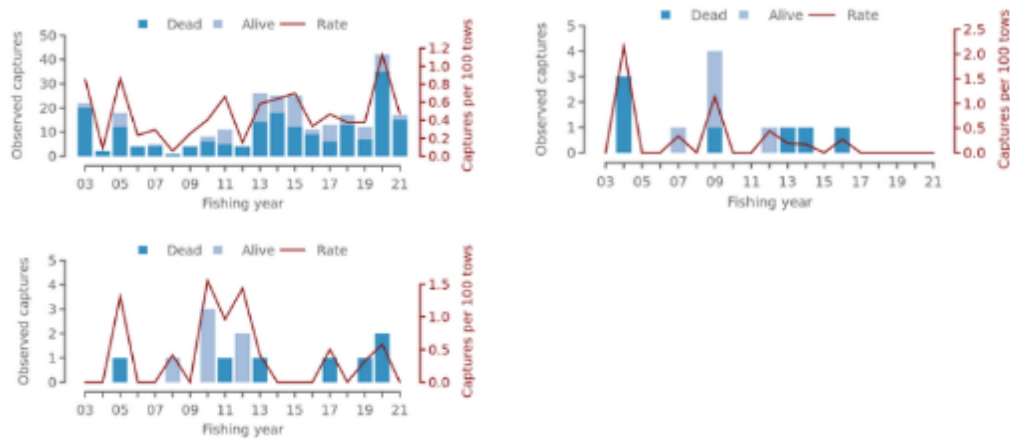 Dead Alive Rate
Observed captures
50
40
30
20
10
0
1.2
1.0
0.8
0.6
0.4
0.2
0.0
Captures per 100 tows
03 05 07 09 11 13 15 17 19 21
Fishing year
Dead Alive Rate
Observed captures
5
4
3
2
1
0
2.5
2.0
1.5
1.0
0.5
0.0
Captures per 100 tows
03 05 07 09 11 13 15 17 19 21
Fishing year
Dead Alive Rate
Observed captures
5
4
3
2
1
0
1.5
1.0
0.5
0.0
Captures per 100 tows
03 05 07 09 11 13 15 17 19 21
Fishing year